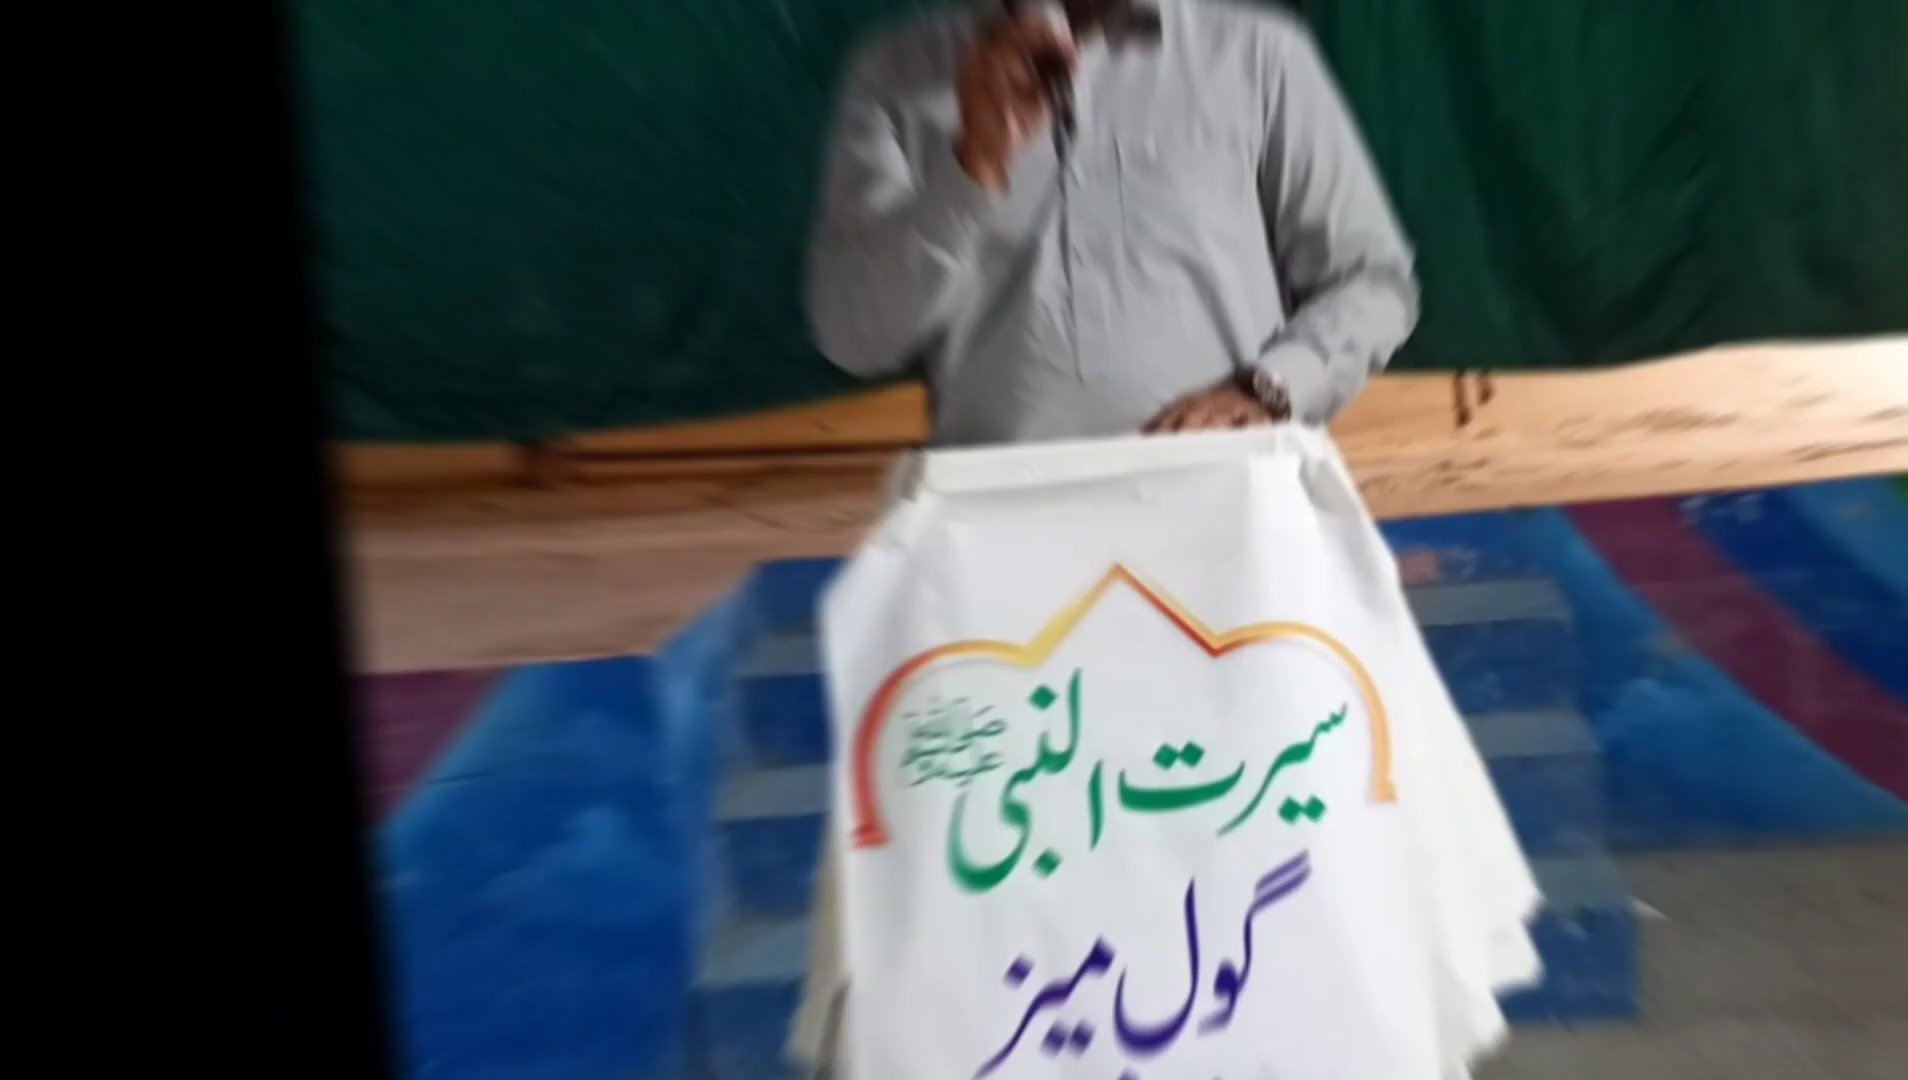 سیرت النبی ﷺ
گول میز